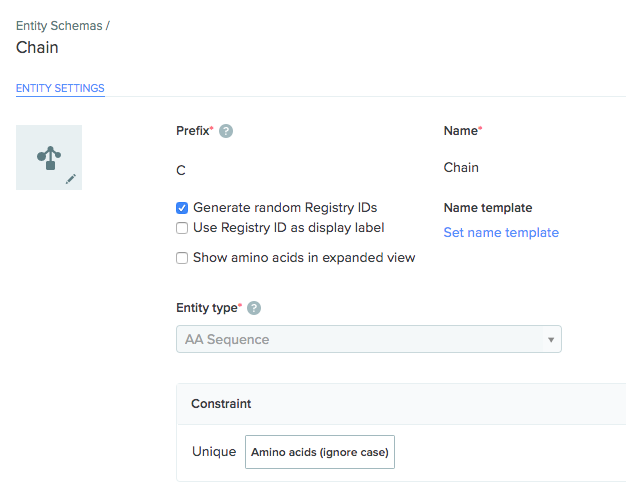 Entity Schemas /
Chain
ENTITY SETTINGS
Prefix* ?
Name*
C
Chain
Generate random Registry IDs
Name template
Use Registry ID as display label
Set name template
Show amino acids in expanded view
Entity type* ?
AA Sequence
Constraint
Unique Amino acids (ignore case)